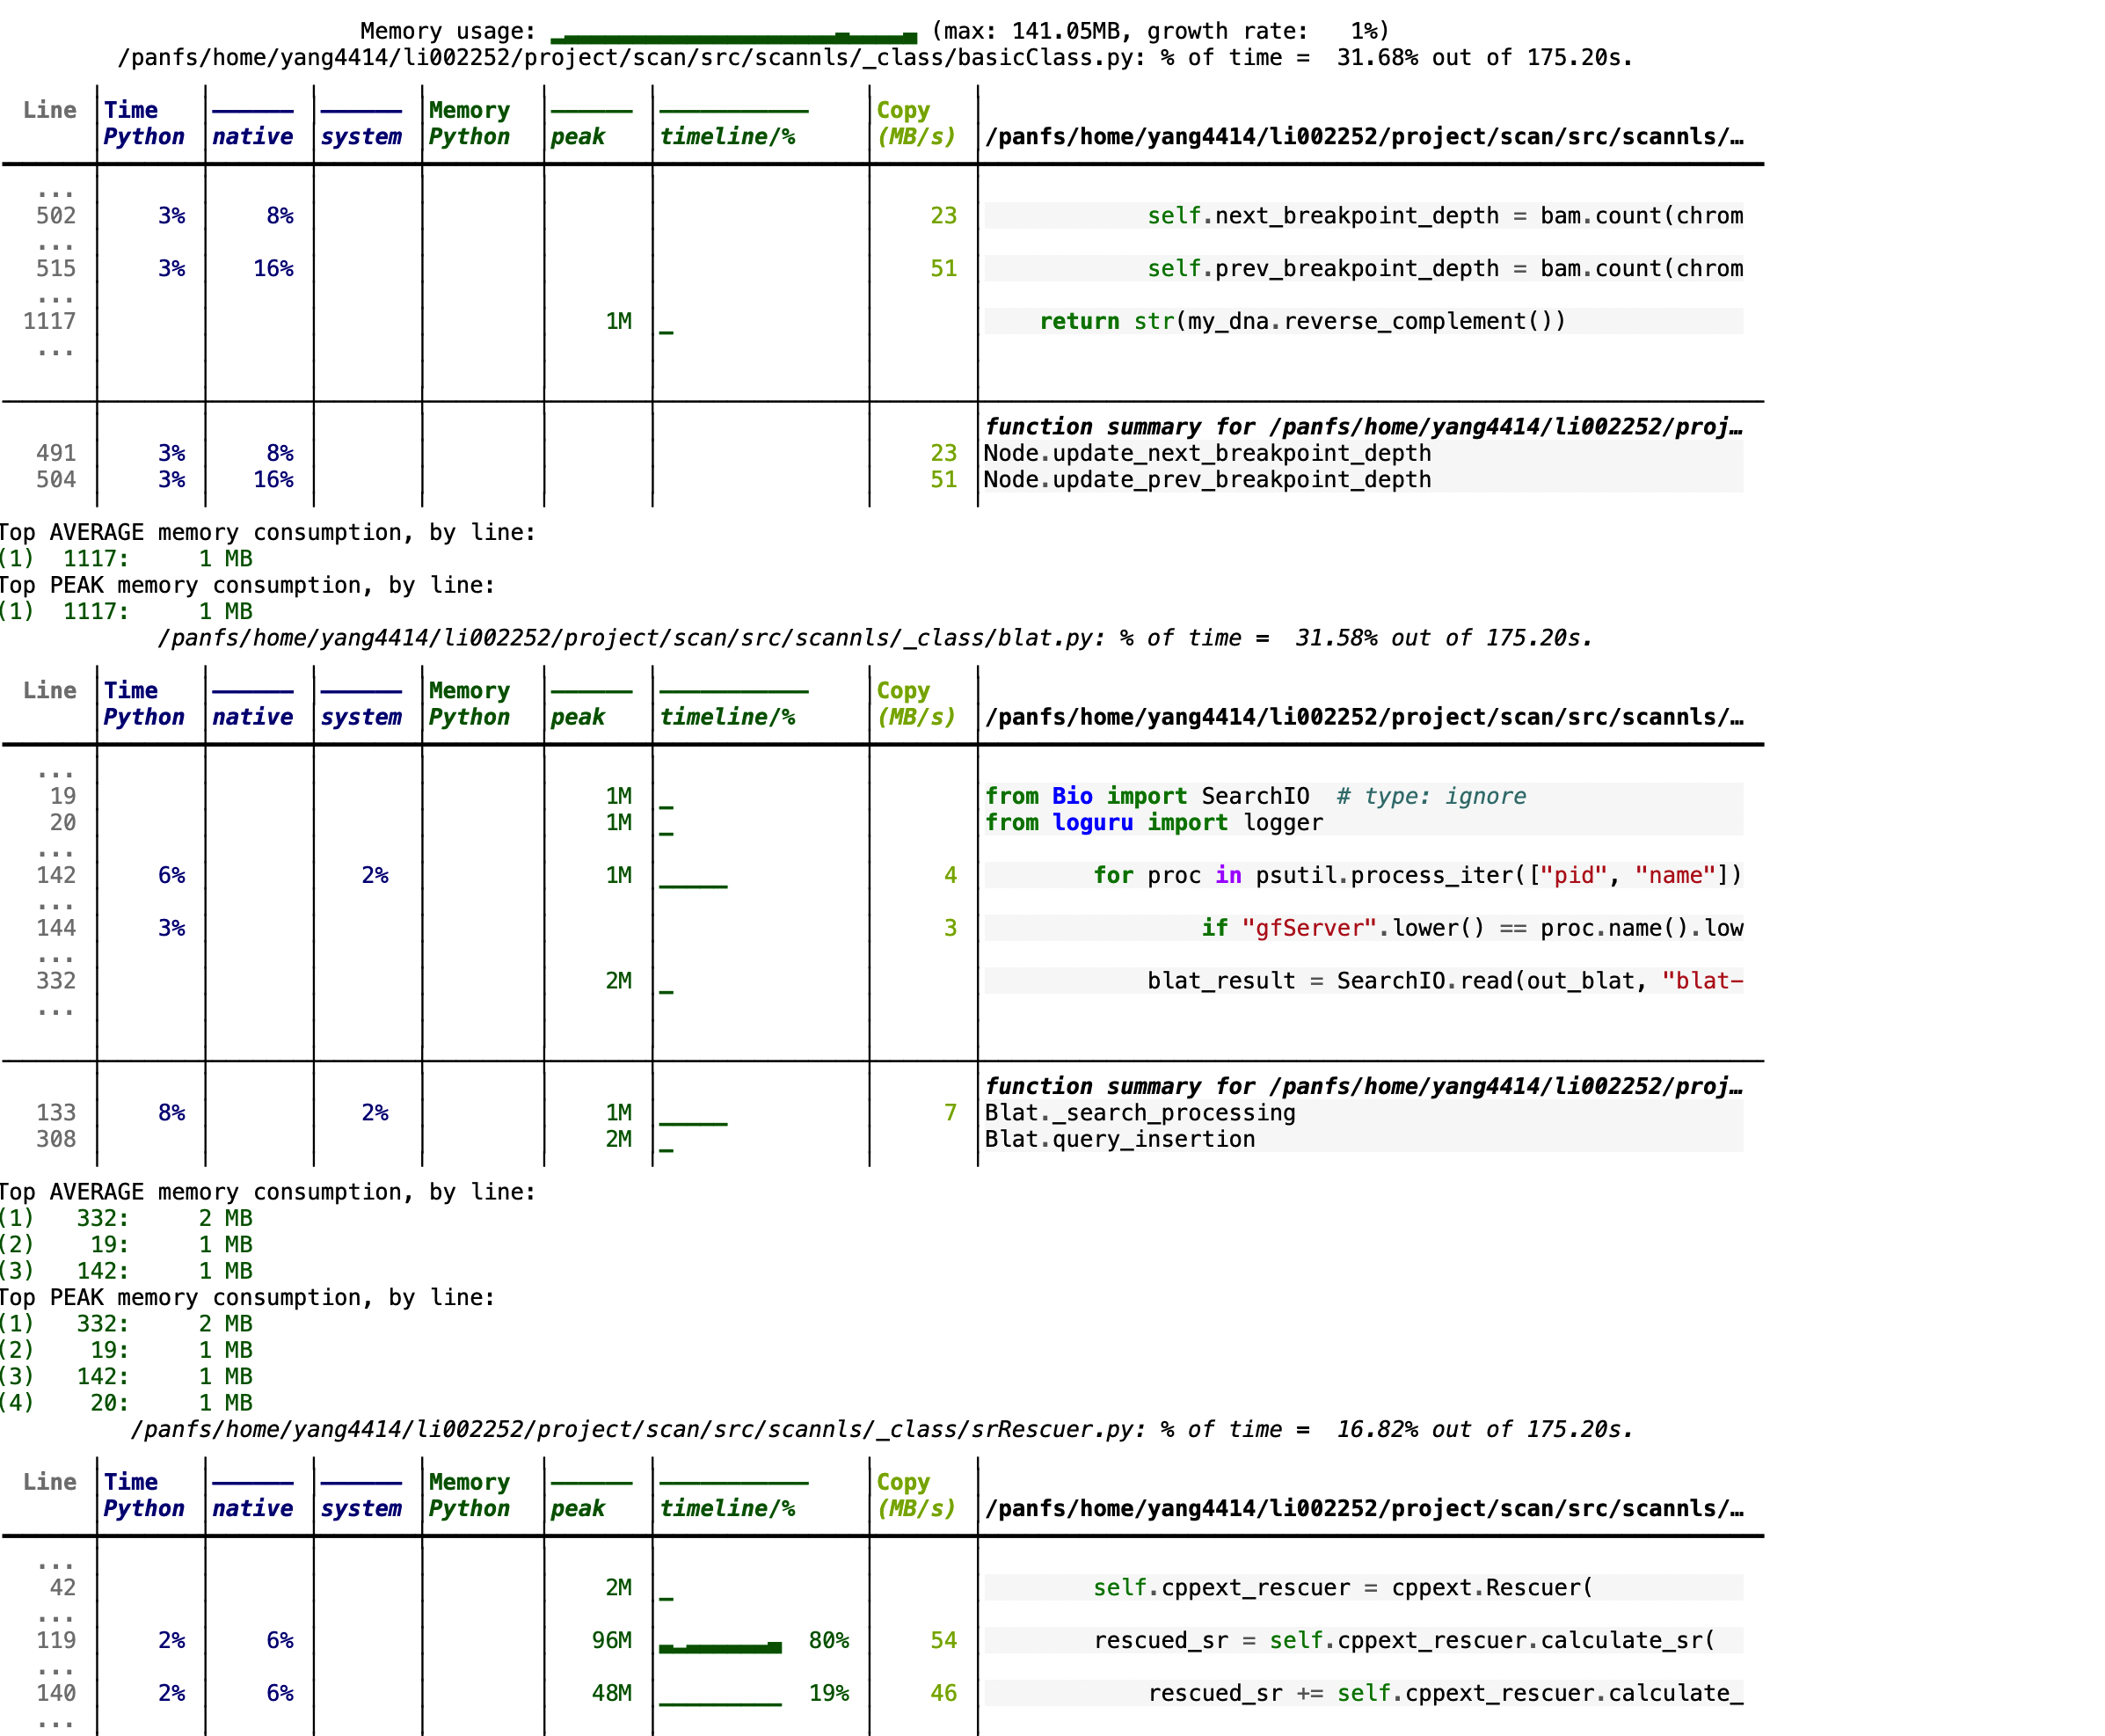 Memory usage: (max: 141.05MB, growth rate:   1%)
/panfs/home/yang4414/li002252/project/scan/src/scannls/_class/basicClass.py: % of time =  31.68% out of 175.20s.
Time Memory Copy
Line Python native system Python peak timeline/% (MB/s) /panfs/home/yang4414/li002252/project/scan/src/scannls/…
...
502 3% 8% 23 self.next_breakpoint_depth = bam.count(chrom
...
515 3% 16% 51 self.prev_breakpoint_depth = bam.count(chrom
...
1117 1M return str(my_dna.reverse_complement())
...
function summary for /panfs/home/yang4414/li002252/proj…
491 3% 8% 23 Node.update_next_breakpoint_depth
504 3% 16% 51 Node.update_prev_breakpoint_depth
Top AVERAGE memory consumption, by line:
(1)  1117:     1 MB
Top PEAK memory consumption, by line:
(1)  1117:     1 MB
/panfs/home/yang4414/li002252/project/scan/src/scannls/_class/blat.py: % of time =  31.58% out of 175.20s.
Time Memory Copy
Line Python native system Python peak timeline/% (MB/s) /panfs/home/yang4414/li002252/project/scan/src/scannls/…
...
19 1M from Bio import SearchIO  # type: ignore
20 1M from loguru import logger
...
142 6% 2% 1M 4 for proc in psutil.process_iter(["pid", "name"])
...
144 3% 3 if "gfServer".lower() == proc.name().low
...
332 2M blat_result = SearchIO.read(out_blat, "blat-
...
function summary for /panfs/home/yang4414/li002252/proj…
133 8% 2% 1M 7 Blat._search_processing
308 2M Blat.query_insertion
Top AVERAGE memory consumption, by line:
(1)   332:     2 MB
(2)    19:     1 MB
(3)   142:     1 MB
Top PEAK memory consumption, by line:
(1)   332:     2 MB
(2)    19:     1 MB
(3)   142:     1 MB
(4)    20:     1 MB
/panfs/home/yang4414/li002252/project/scan/src/scannls/_class/srRescuer.py: % of time =  16.82% out of 175.20s.
Time Memory Copy
Line Python native system Python peak timeline/% (MB/s) /panfs/home/yang4414/li002252/project/scan/src/scannls/…
...
42 2M self.cppext_rescuer = cppext.Rescuer(
...
119 2% 6% 96M 80% 54 rescued_sr = self.cppext_rescuer.calculate_sr(
...
140 2% 6% 48M 19% 46 rescued_sr += self.cppext_rescuer.calculate_
...